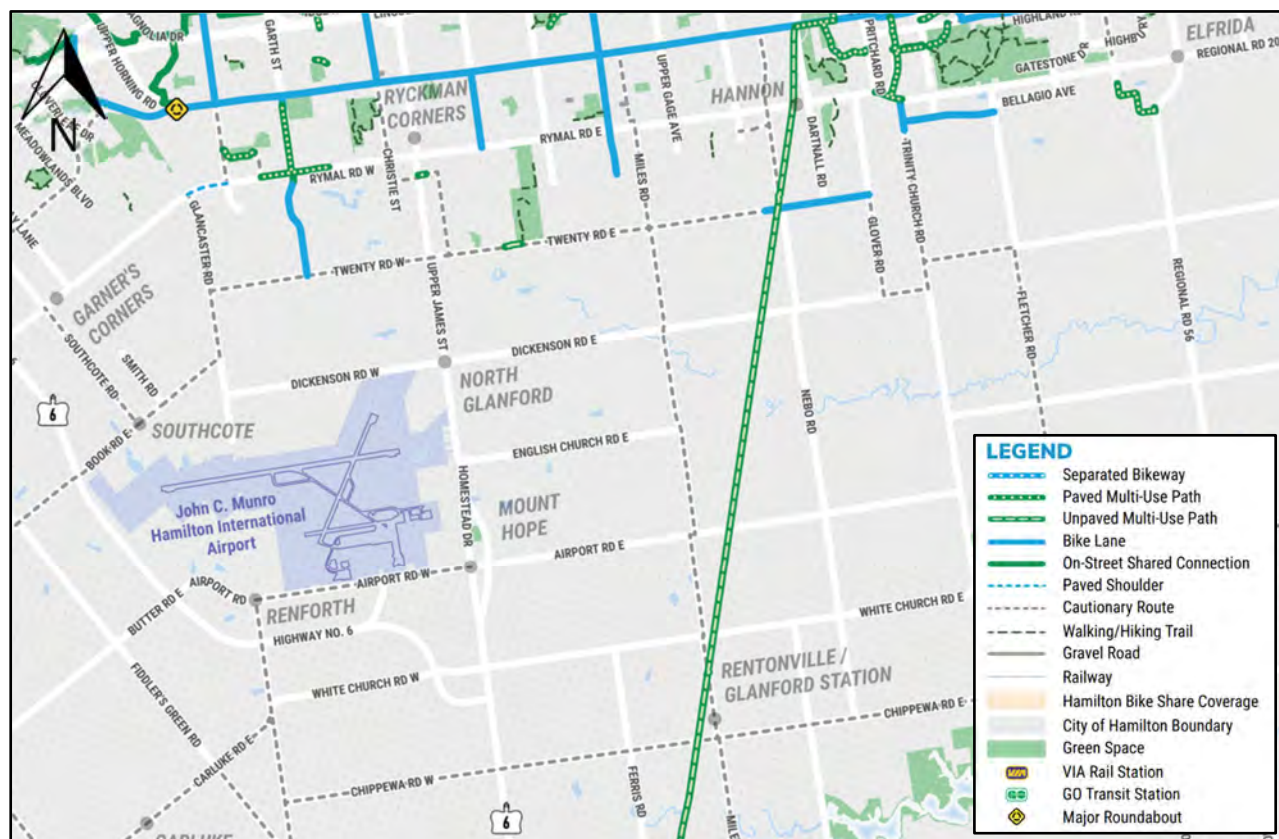 MAGNOLIA DR
UPPER HORNING RD
GARTH ST
CLOVERLEAF DR
N
MEADOWLANDS BLVD
RYCKMAN
CORNERS
CHRISTIE ST
RYMAL RD W
RYMAL RD E
UPPER GAGE AVE
HANNON
PRITCHARD RD
DARTNALL RD
HIGHLAND
GATESTONE DR
ELFRIDA
REGIONAL RD 20
BELLAGIO AVE
MILES RD
TRINITY CHURCH RD
GLANCASTER RD
TWENTY RD W
TWENTY RD E
GLOVER RD
UPPER JAMES ST
FLETCHER RD
REGIONAL RD 56
GARNER'S
CORNERS
SOUTHCOTE RD
SMITH RD
DICKENSON RD W
DICKENSON RD E
NORTH
GLANFORD
NEBO RD
6
SOUTHCOTE
BOOK RD E
ENGLISH CHURCH RD E
HOMESTEAD DR
John C. Munro
Hamilton International
Airport
MOUNT
HOPE
AIRPORT RD
AIRPORT RD W
AIRPORT RD E
BUTTER RD E
RENFORTH
HIGHWAY NO. 6
WHITE CHURCH RD E
WHITE CHURCH RD W
RENTONVILLE /
GLANFORD STATION
FIDDLER'S GREEN RD
CARLUKE RD E
CHIPPEWA RD E
CHIPPEWA RD W
FERRIS RD
6
LEGEND
Separated Bikeway
Paved Multi-Use Path
Unpaved Multi-Use Path
Bike Lane
On-Street Shared Connection
Paved Shoulder
Cautionary Route
Walking/Hiking Trail
Gravel Road
Railway
Hamilton Bike Share Coverage
City of Hamilton Boundary
Green Space
VIA Rail Station
GO Transit Station
Major Roundabout